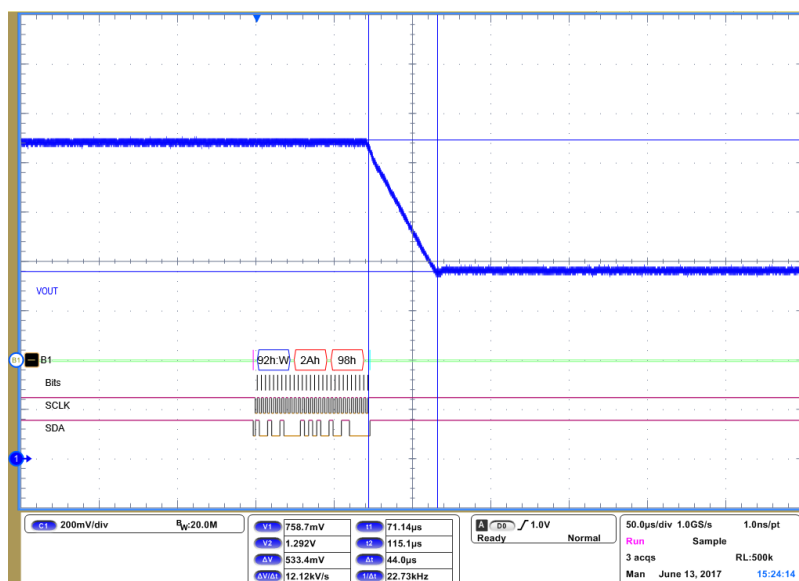 VOUT
B1 B1 92h:W 2Ah 98h
Bits
SCLK
SDA
1
C1 200mV/div BW:20.0M
V1 758.7mV t1 71.14µs
V2 1.292V t2 115.1µs
ΔV 533.4mV Δt 44.0µs
ΔV/Δt 12.12kV/s 1/Δt 22.73kHz
A D0 1.0V
Ready Normal
50.0µs/div 1.0GS/s 1.0ns/pt
Run Sample
3 acqs RL:500k
Man June 13, 2017 15:24:14